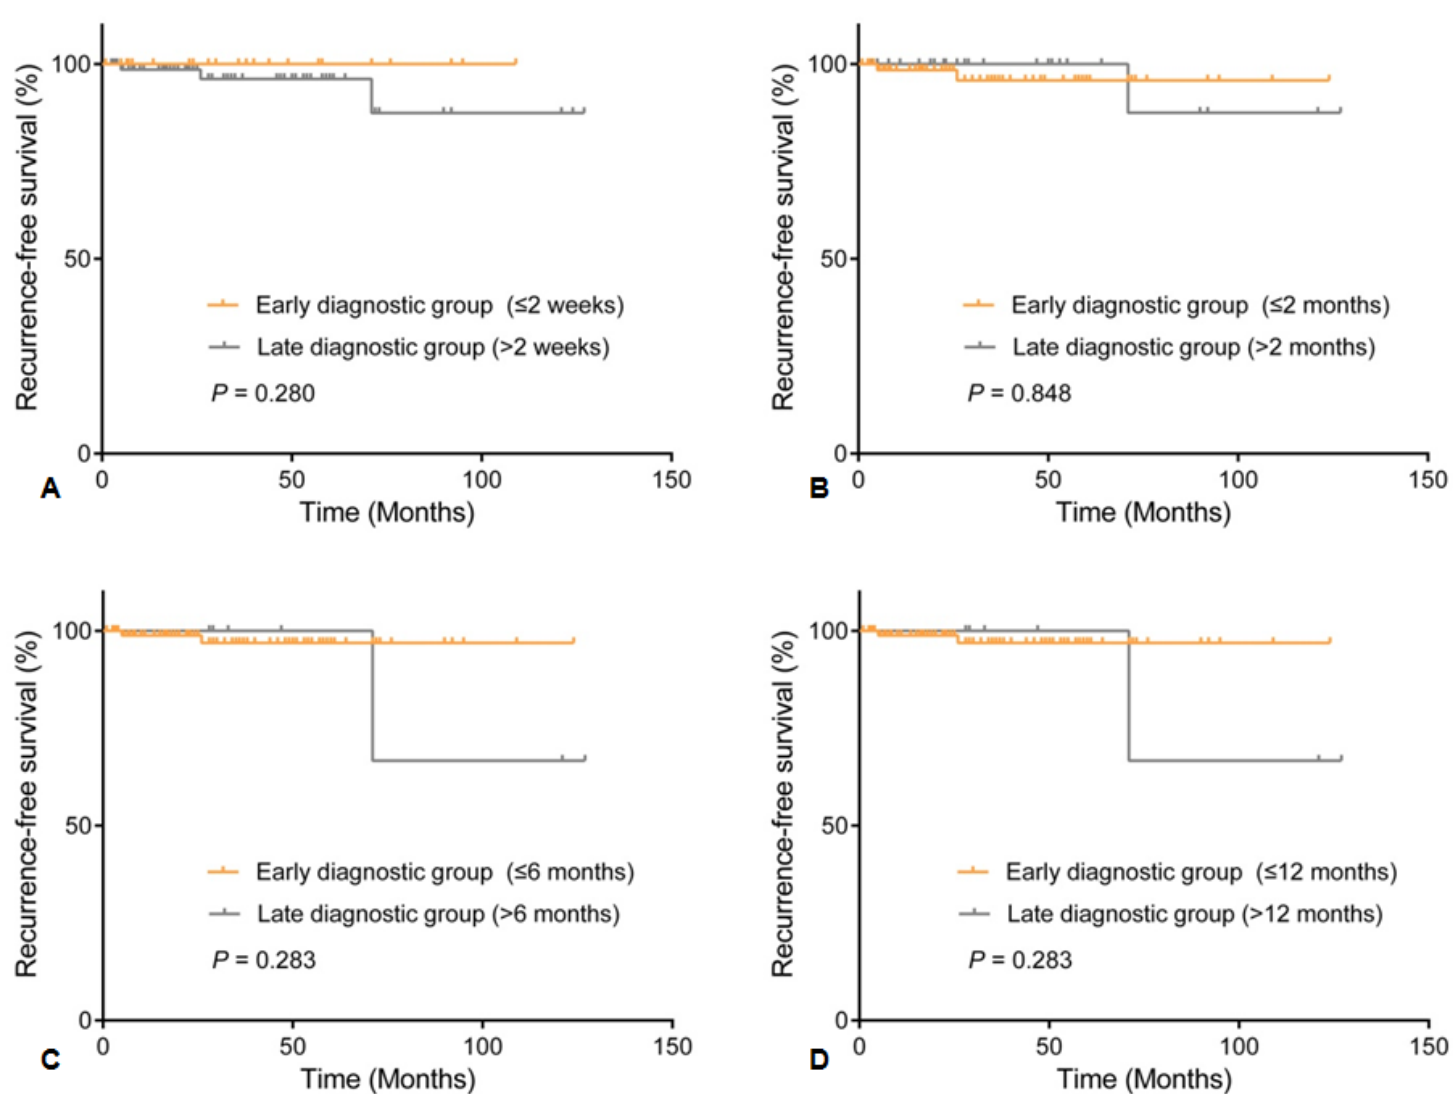 Recurrence-free survival (%)
100
50
0
Early diagnostic group (≤2 weeks)
Late diagnostic group (>2 weeks)
P = 0.280
0 50 100 150
Time (Months)
A
Recurrence-free survival (%)
100
50
0
Early diagnostic group (≤2 months)
Late diagnostic group (>2 months)
P = 0.848
0 50 100 150
Time (Months)
B
Recurrence-free survival (%)
100
50
0
Early diagnostic group (≤6 months)
Late diagnostic group (>6 months)
P = 0.283
0 50 100 150
Time (Months)
C
Recurrence-free survival (%)
100
50
0
Early diagnostic group (≤12 months)
Late diagnostic group (>12 months)
P = 0.283
0 50 100 150
Time (Months)
D